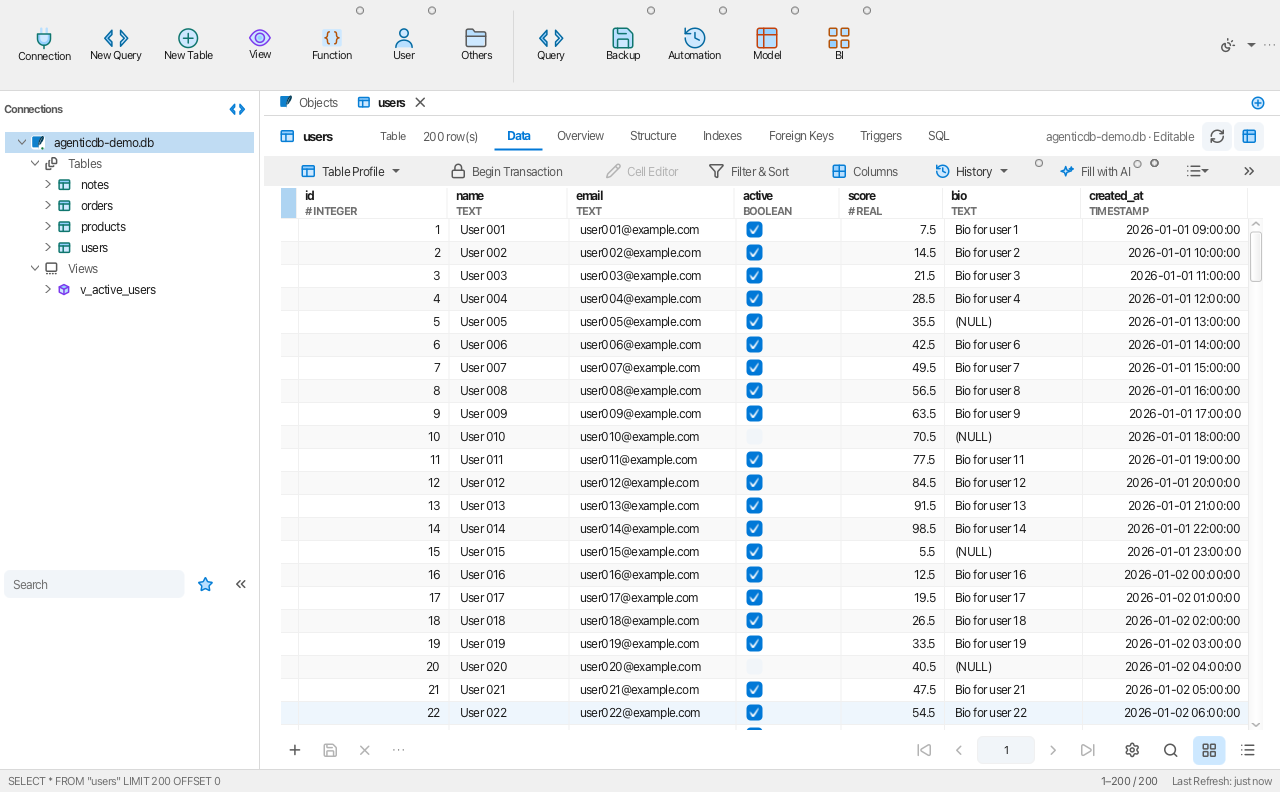 Connection
New Query
New Table
View
Function
User
Others
Query
Backup
Automation
Model
BI
Connections
agenticdb-demo.db
Tables
notes
orders
products
users
Views
v_active_users
Search
Objects
users
users
Table
200 row(s)
Data
Overview
Structure
Indexes
Foreign Keys
Triggers
SQL
agenticdb-demo.db · Editable
Table Profile
Begin Transaction
Cell Editor
Filter & Sort
Columns
History
Fill with AI
id name email active score bio created_at
# INTEGER TEXT TEXT BOOLEAN # REAL TEXT TIMESTAMP
1 User 001 user001@example.com 7.5 Bio for user 1 2026-01-01 09:00:00
2 User 002 user002@example.com 14.5 Bio for user 2 2026-01-01 10:00:00
3 User 003 user003@example.com 21.5 Bio for user 3 2026-01-01 11:00:00
4 User 004 user004@example.com 28.5 Bio for user 4 2026-01-01 12:00:00
5 User 005 user005@example.com 35.5 (NULL) 2026-01-01 13:00:00
6 User 006 user006@example.com 42.5 Bio for user 6 2026-01-01 14:00:00
7 User 007 user007@example.com 49.5 Bio for user 7 2026-01-01 15:00:00
8 User 008 user008@example.com 56.5 Bio for user 8 2026-01-01 16:00:00
9 User 009 user009@example.com 63.5 Bio for user 9 2026-01-01 17:00:00
10 User 010 user010@example.com 70.5 (NULL) 2026-01-01 18:00:00
11 User 011 user011@example.com 77.5 Bio for user 11 2026-01-01 19:00:00
12 User 012 user012@example.com 84.5 Bio for user 12 2026-01-01 20:00:00
13 User 013 user013@example.com 91.5 Bio for user 13 2026-01-01 21:00:00
14 User 014 user014@example.com 98.5 Bio for user 14 2026-01-01 22:00:00
15 User 015 user015@example.com 5.5 (NULL) 2026-01-01 23:00:00
16 User 016 user016@example.com 12.5 Bio for user 16 2026-01-02 00:00:00
17 User 017 user017@example.com 19.5 Bio for user 17 2026-01-02 01:00:00
18 User 018 user018@example.com 26.5 Bio for user 18 2026-01-02 02:00:00
19 User 019 user019@example.com 33.5 Bio for user 19 2026-01-02 03:00:00
20 User 020 user020@example.com 40.5 (NULL) 2026-01-02 04:00:00
21 User 021 user021@example.com 47.5 Bio for user 21 2026-01-02 05:00:00
22 User 022 user022@example.com 54.5 Bio for user 22 2026-01-02 06:00:00
1
SELECT * FROM "users" LIMIT 200 OFFSET 0
1–200 / 200
Last Refresh: just now